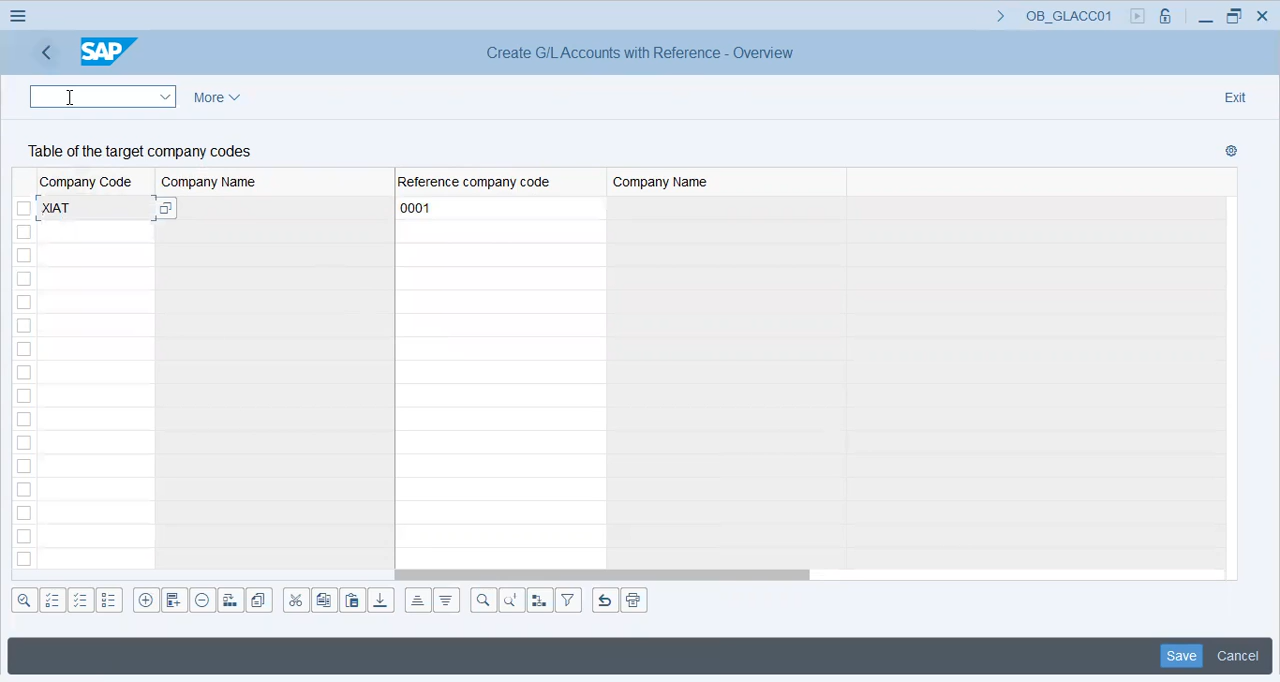 OB_GLACC01
SAP
Create G/L Accounts with Reference - Overview
More
Exit
Table of the target company codes
Company Code Company Name Reference company code Company Name
XIAT 0001
Save Cancel